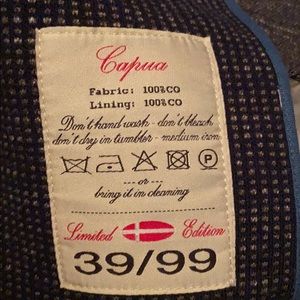 Capua
Fabric: 100%CO
Lining: 100%CO
Don't hand wash - don't bleach
don't dry in tumbler - medium iron
P
--- or ---
bring it in cleaning
Limited Edition
39/99